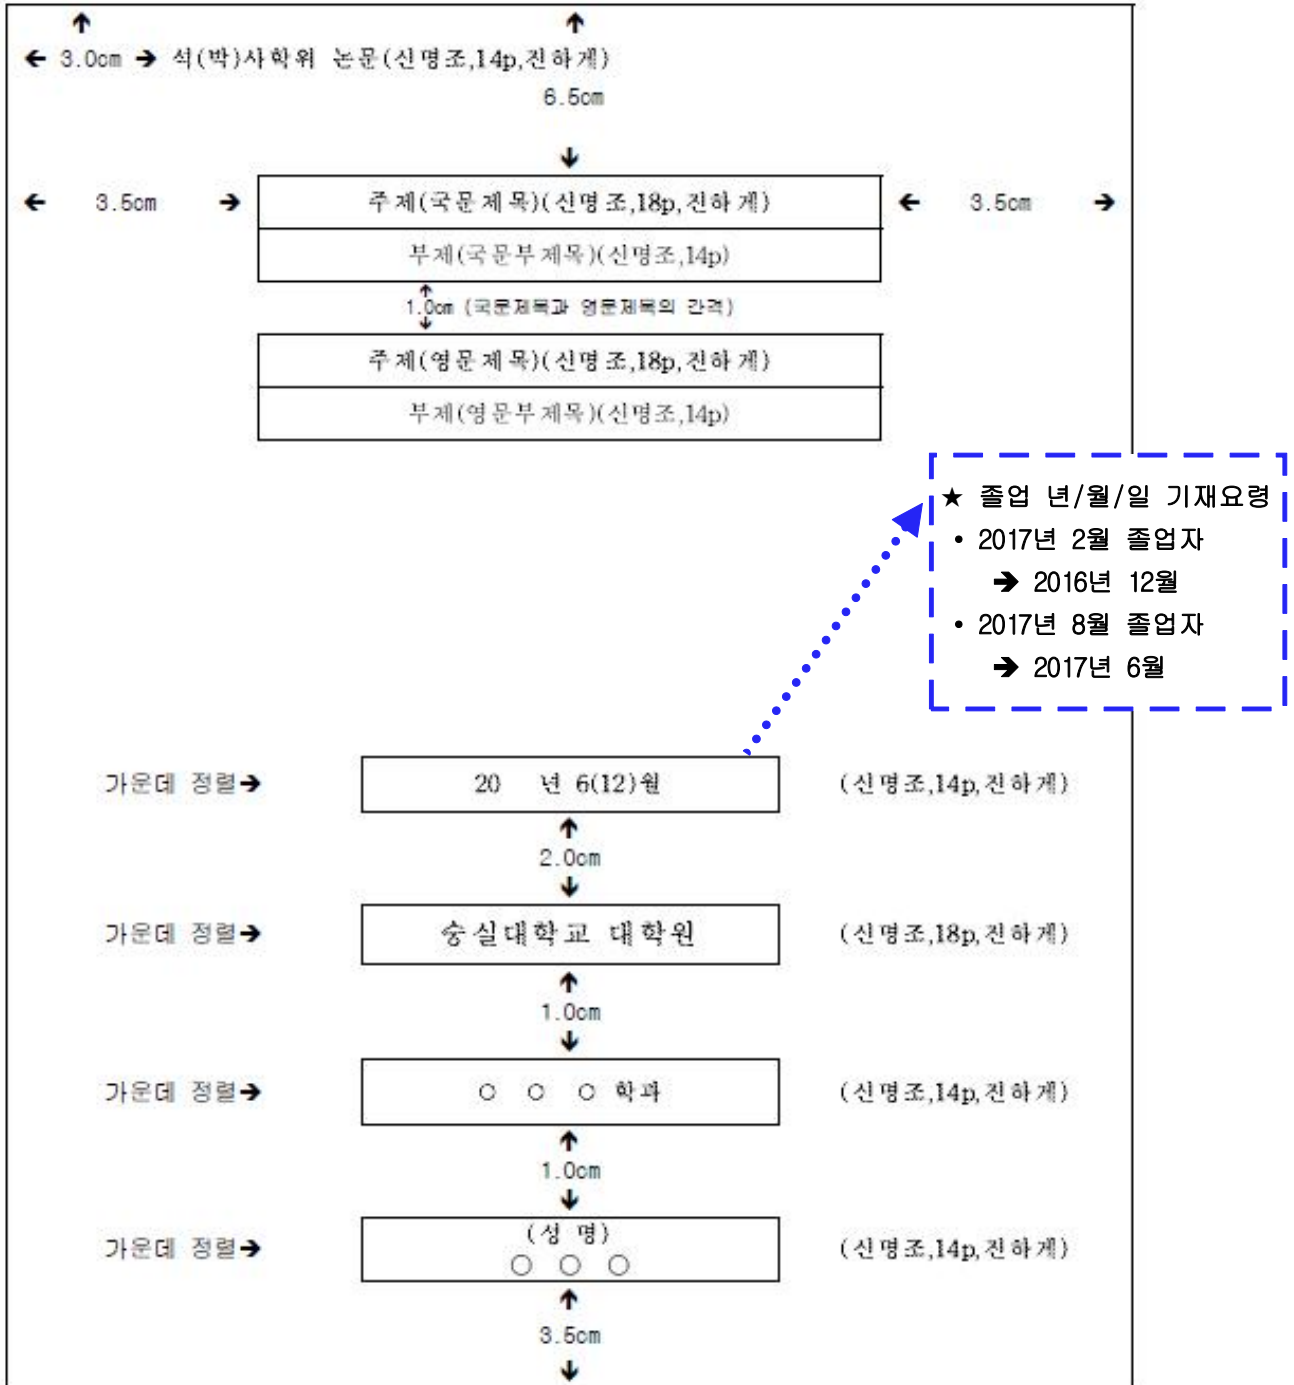 ← 3.0cm → 석(박)사학위 논문(신명조,14p,진하게)
6.5cm
← 3.5cm → 주제(국문제목)(신명조,18p,진하게) ← 3.5cm →
부제(국문부제목)(신명조,14p)
1.0cm (국문제목과 영문제목의 간격)
주제(영문제목)(신명조,18p,진하게)
부제(영문부제목)(신명조,14p)
★ 졸업 년/월/일 기재요령
• 2017년 2월 졸업자
➔ 2016년 12월
• 2017년 8월 졸업자
➔ 2017년 6월
가운데 정렬➔ 20 년 6(12)월 (신명조,14p,진하게)
2.0cm
가운데 정렬➔ 숭실대학교 대학원 (신명조,18p,진하게)
1.0cm
가운데 정렬➔ ○ ○ ○ 학과 (신명조,14p,진하게)
1.0cm
(성 명)
가운데 정렬➔ ○ ○ ○ (신명조,14p,진하게)
3.5cm